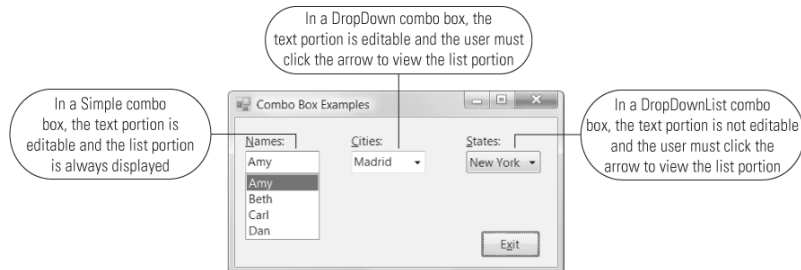 In a DropDown combo box, the
text portion is editable and the user must
click the arrow to view the list portion
In a Simple combo
box, the text portion is
editable and the list portion
is always displayed
In a DropDownList combo
box, the text portion is not editable
and the user must click the
arrow to view the list portion
Combo Box Examples
Names:
Cities:
States:
Amy
Madrid
New York
Amy
Beth
Carl
Dan
Exit